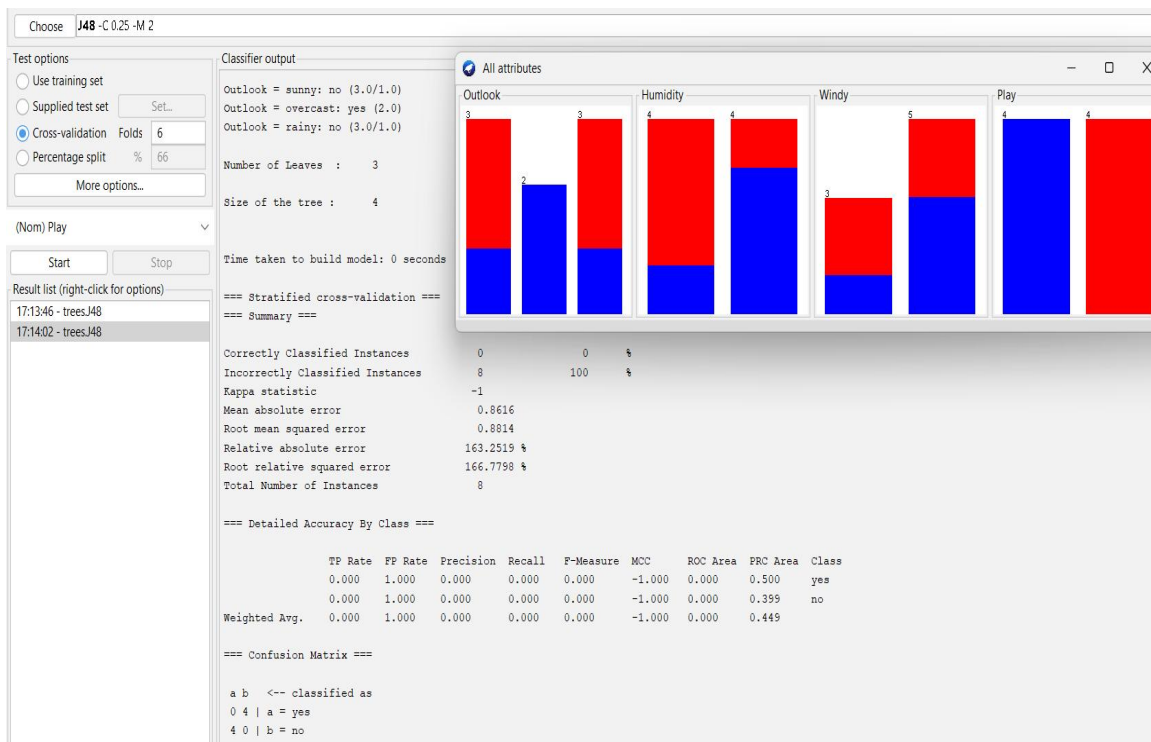 Choose J48 -C 0.25 -M 2
Test options
Use training set
Supplied test set Set...
Cross-validation Folds 6
Percentage split % 66
More options...
(Nom) Play
Start Stop
Result list (right-click for options)
17:13:46 - trees.J48
17:14:02 - trees.J48
Classifier output
Outlook = sunny: no (3.0/1.0)
Outlook = overcast: yes (2.0)
Outlook = rainy: no (3.0/1.0)
Number of Leaves : 3
Size of the tree : 4
Time taken to build model: 0 seconds
=== Stratified cross-validation ===
=== Summary ===
Correctly Classified Instances 0 0 %
Incorrectly Classified Instances 8 100 %
Kappa statistic -1
Mean absolute error 0.8616
Root mean squared error 0.8814
Relative absolute error 163.2519 %
Root relative squared error 166.7798 %
Total Number of Instances 8
=== Detailed Accuracy By Class ===
TP Rate FP Rate Precision Recall F-Measure MCC ROC Area PRC Area Class
0.000 1.000 0.000 0.000 0.000 -1.000 0.000 0.500 yes
0.000 1.000 0.000 0.000 0.000 -1.000 0.000 0.399 no
Weighted Avg. 0.000 1.000 0.000 0.000 0.000 -1.000 0.000 0.449
=== Confusion Matrix ===
a b <-- classified as
0 4 | a = yes
4 0 | b = no
All attributes
Outlook Humidity Windy Play
3 2 3
4 4
3 5
4 4